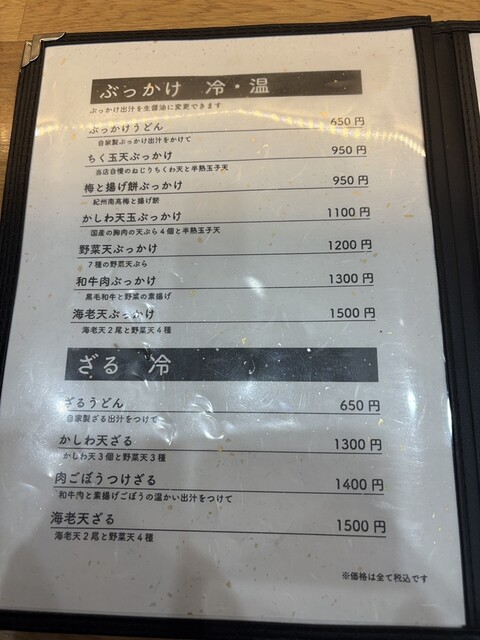 ぶっかけ 冷・温
ぶっかけ出汁を生醤油に変更できます
ぶっかけうどん 650円
自家製ぶっかけ出汁をかけて
ちく玉天ぶっかけ 950円
当店自慢のねじりちくわ天と半熟玉子天
梅と揚げ餅ぶっかけ 950円
紀州南高梅と揚げ餅
かしわ天玉ぶっかけ 1100円
国産の胸肉の天ぷら4個と半熟玉子天
野菜天ぶっかけ 1200円
7種の野菜天ぷら
和牛肉ぶっかけ 1300円
黒毛和牛と野菜の素揚げ
海老天ぶっかけ 1500円
海老天2尾と野菜天4種
ざる 冷
ざるうどん 650円
自家製ざる出汁をつけて
かしわ天ざる 1300円
かしわ天3個と野菜天3種
肉ごぼうつけざる 1400円
和牛肉と素揚げごぼうの温かい出汁をつけて
海老天ざる 1500円
海老天2尾と野菜天4種
※価格は全て税込です